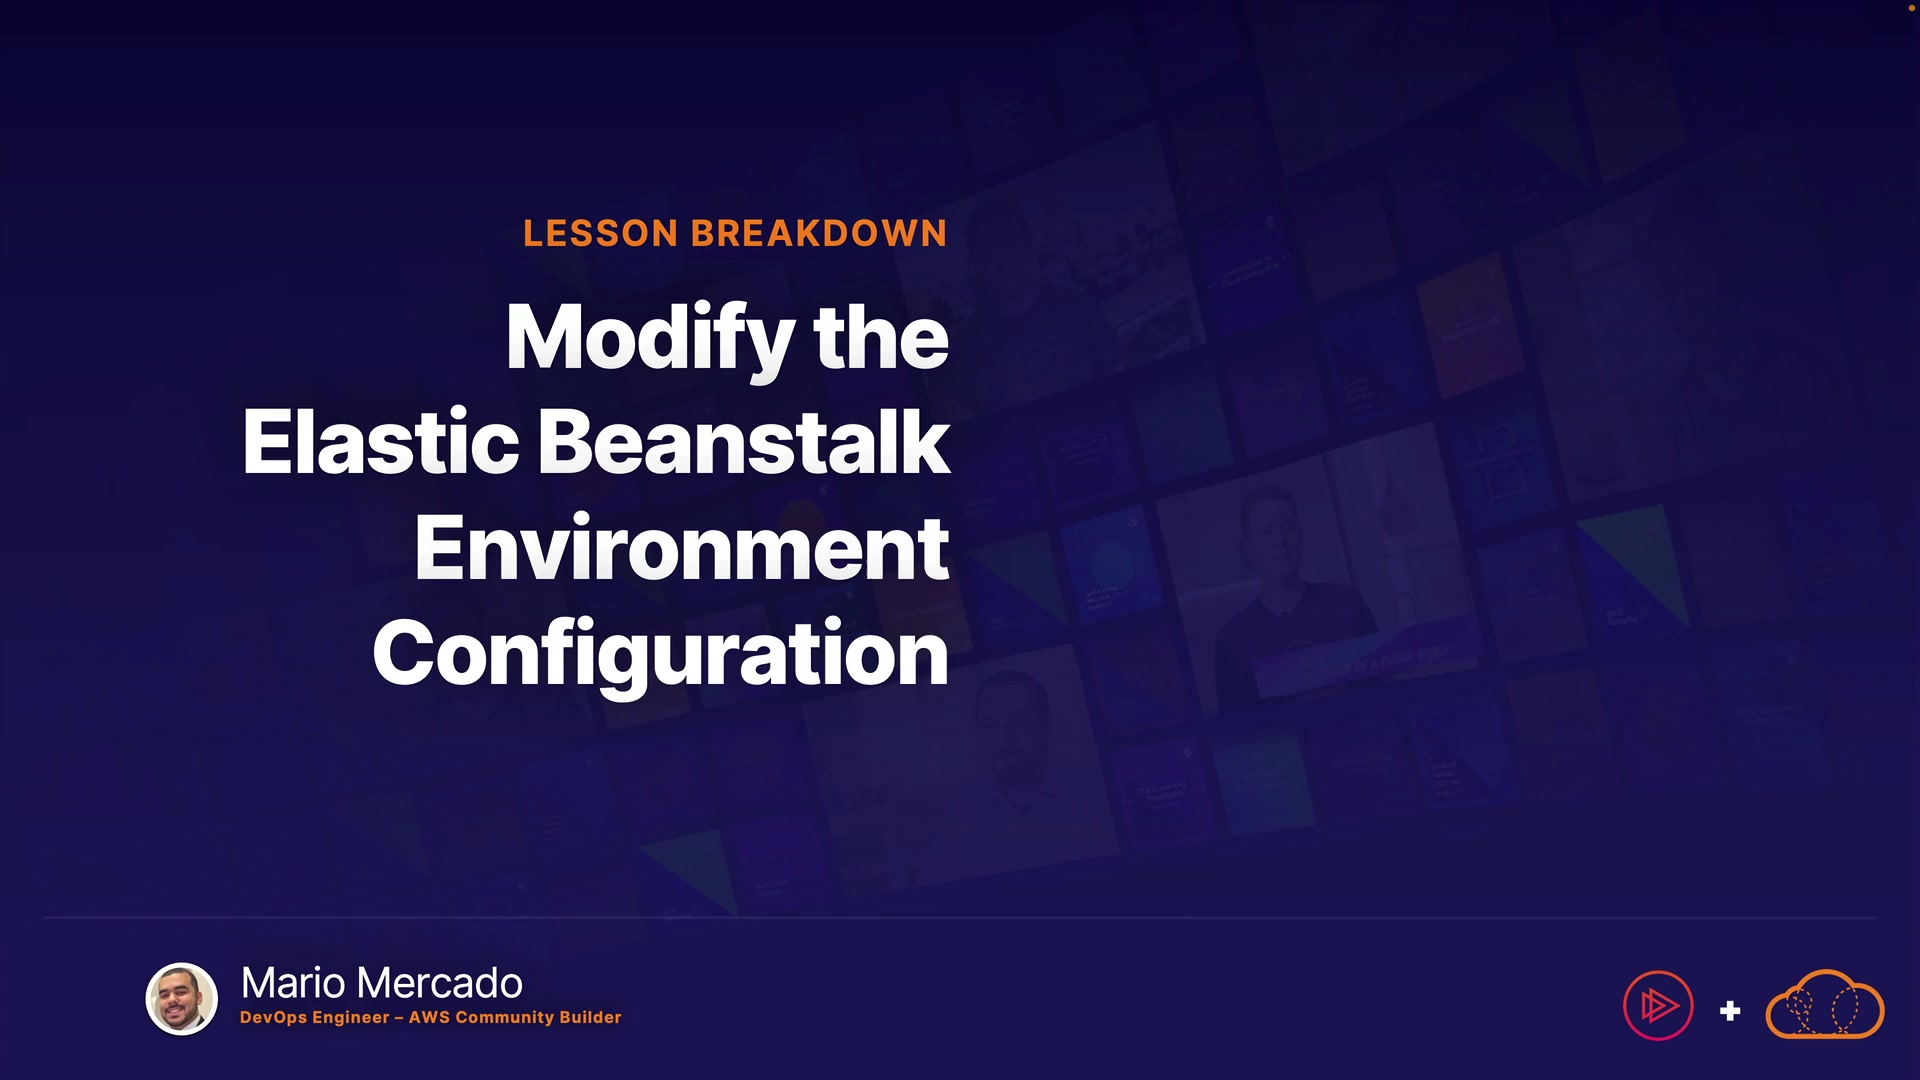 LESSON BREAKDOWN
Modify the
Elastic Beanstalk
Environment
Configuration
Mario Mercado
DevOps Engineer – AWS Community Builder